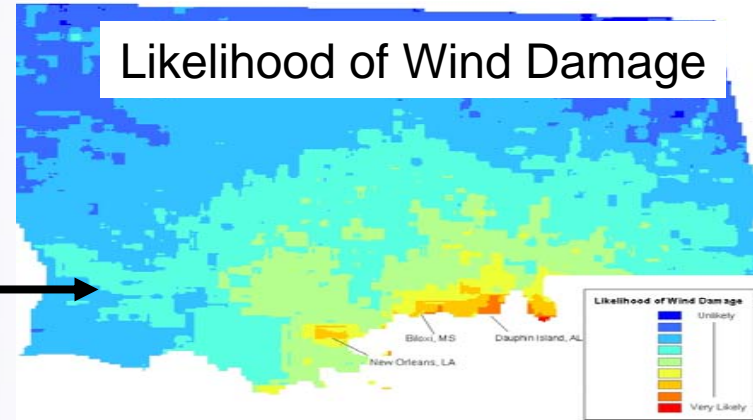 Likelihood of Wind Damage
Biloxi, MS
Dauphin Island, AL
New Orleans, LA
Likelihood of Wind Damage
Unlikely
Very Likely